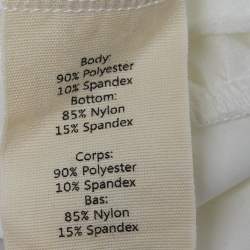 Body:
90% Polyester
10% Spandex
Bottom:
85% Nylon
15% Spandex
Corps:
90% Polyester
10% Spandex
Bas:
85% Nylon
15% Spandex